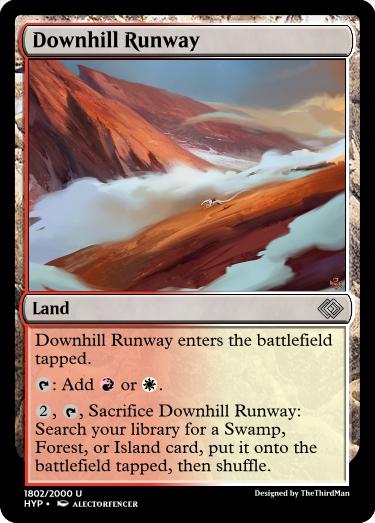 Downhill Runway
Land
Downhill Runway enters the battlefield
tapped.
: Add or .
2, , Sacrifice Downhill Runway:
Search your library for a Swamp,
Forest, or Island card, put it onto the
battlefield tapped, then shuffle.
1802/2000 U
HYP • ALECTORFENCER
Designed by TheThirdMan